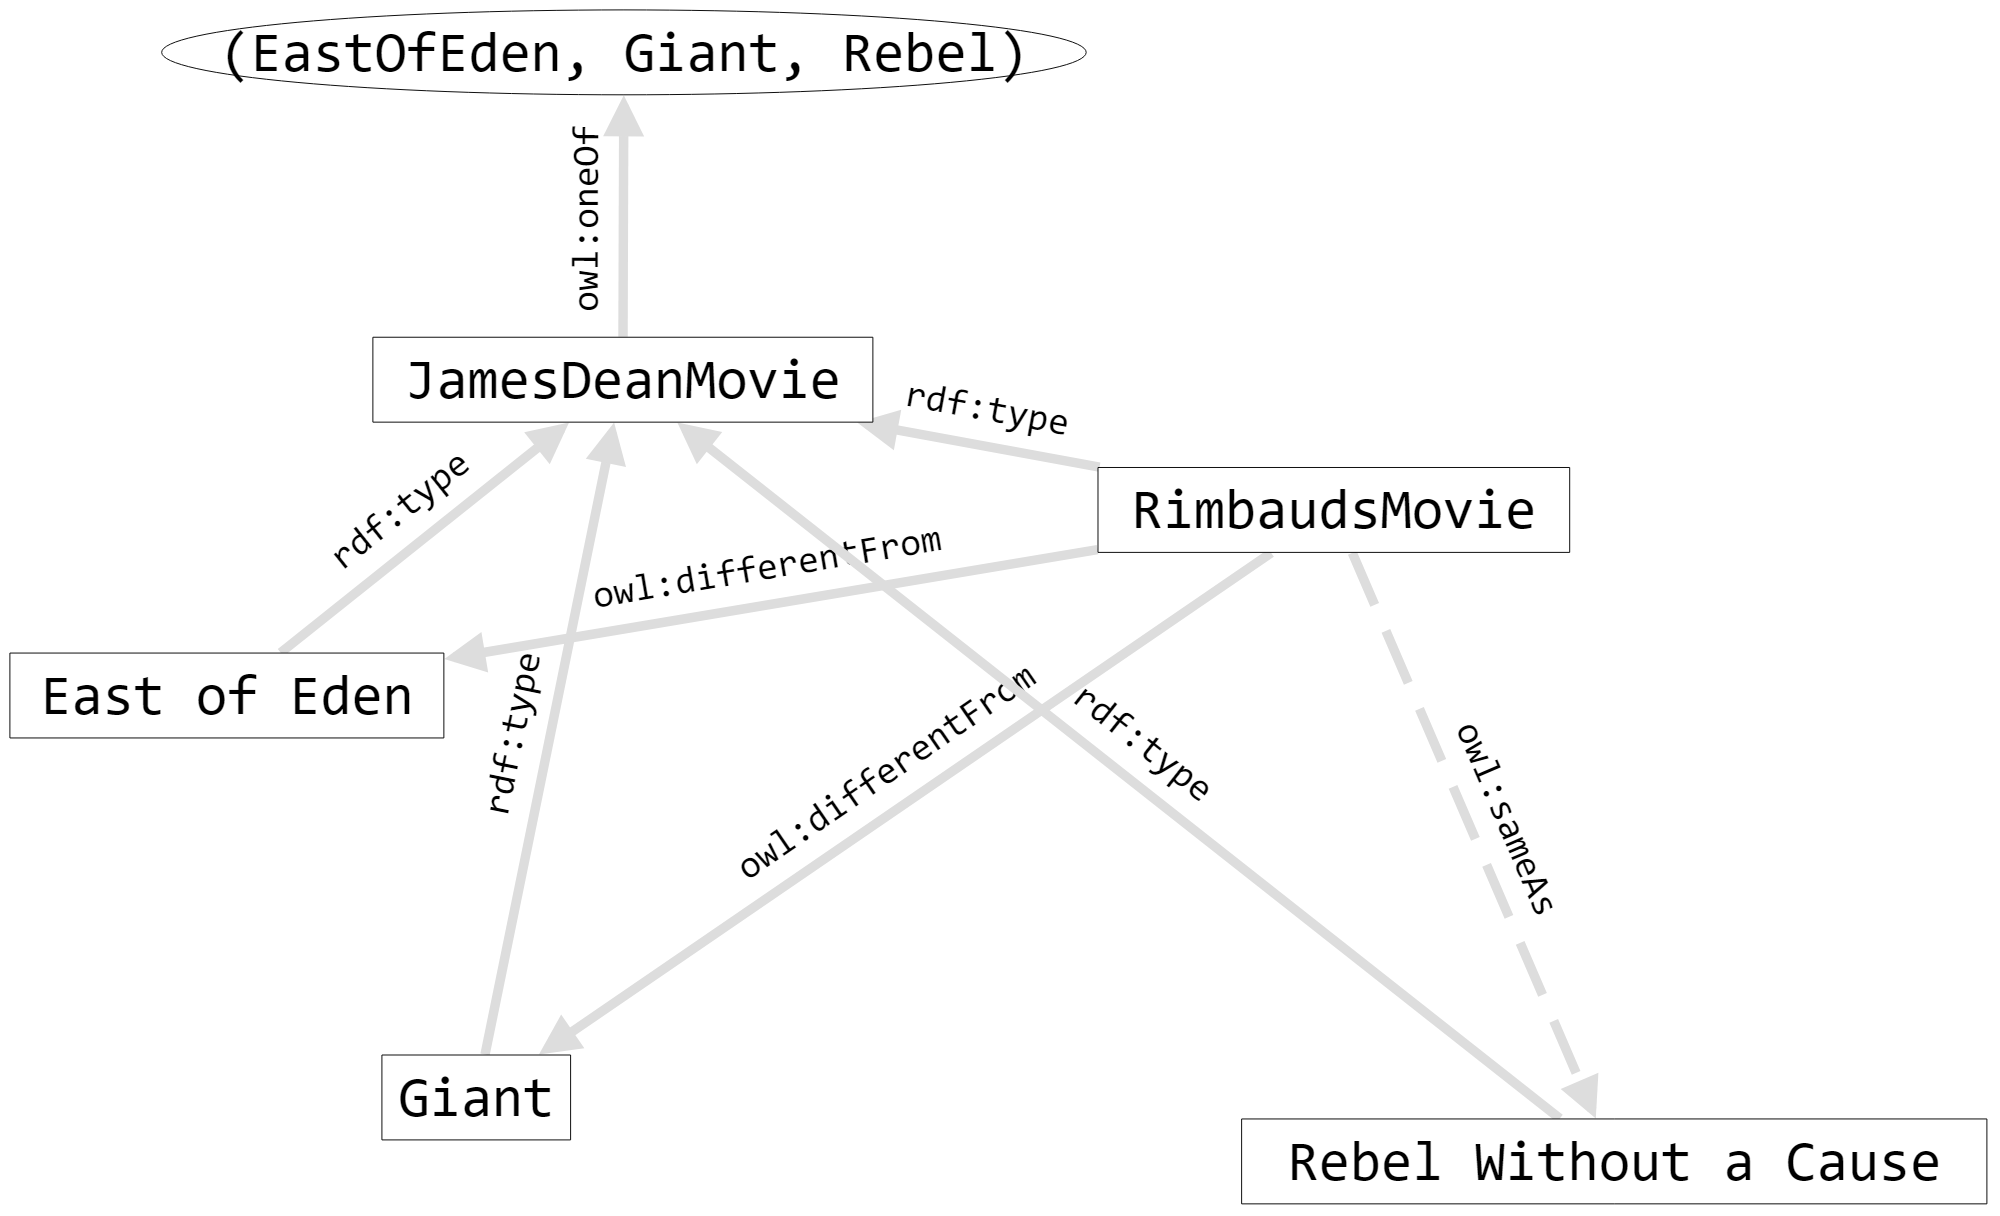 (EastOfEden, Giant, Rebel)
owl:oneOf
JamesDeanMovie
rdf:type
RimbaudsMovie
rdf:type
owl:differentFrom
East of Eden
rdf:type
owl:differentFrom
rdf:type
owl:sameAs
Giant
Rebel Without a Cause